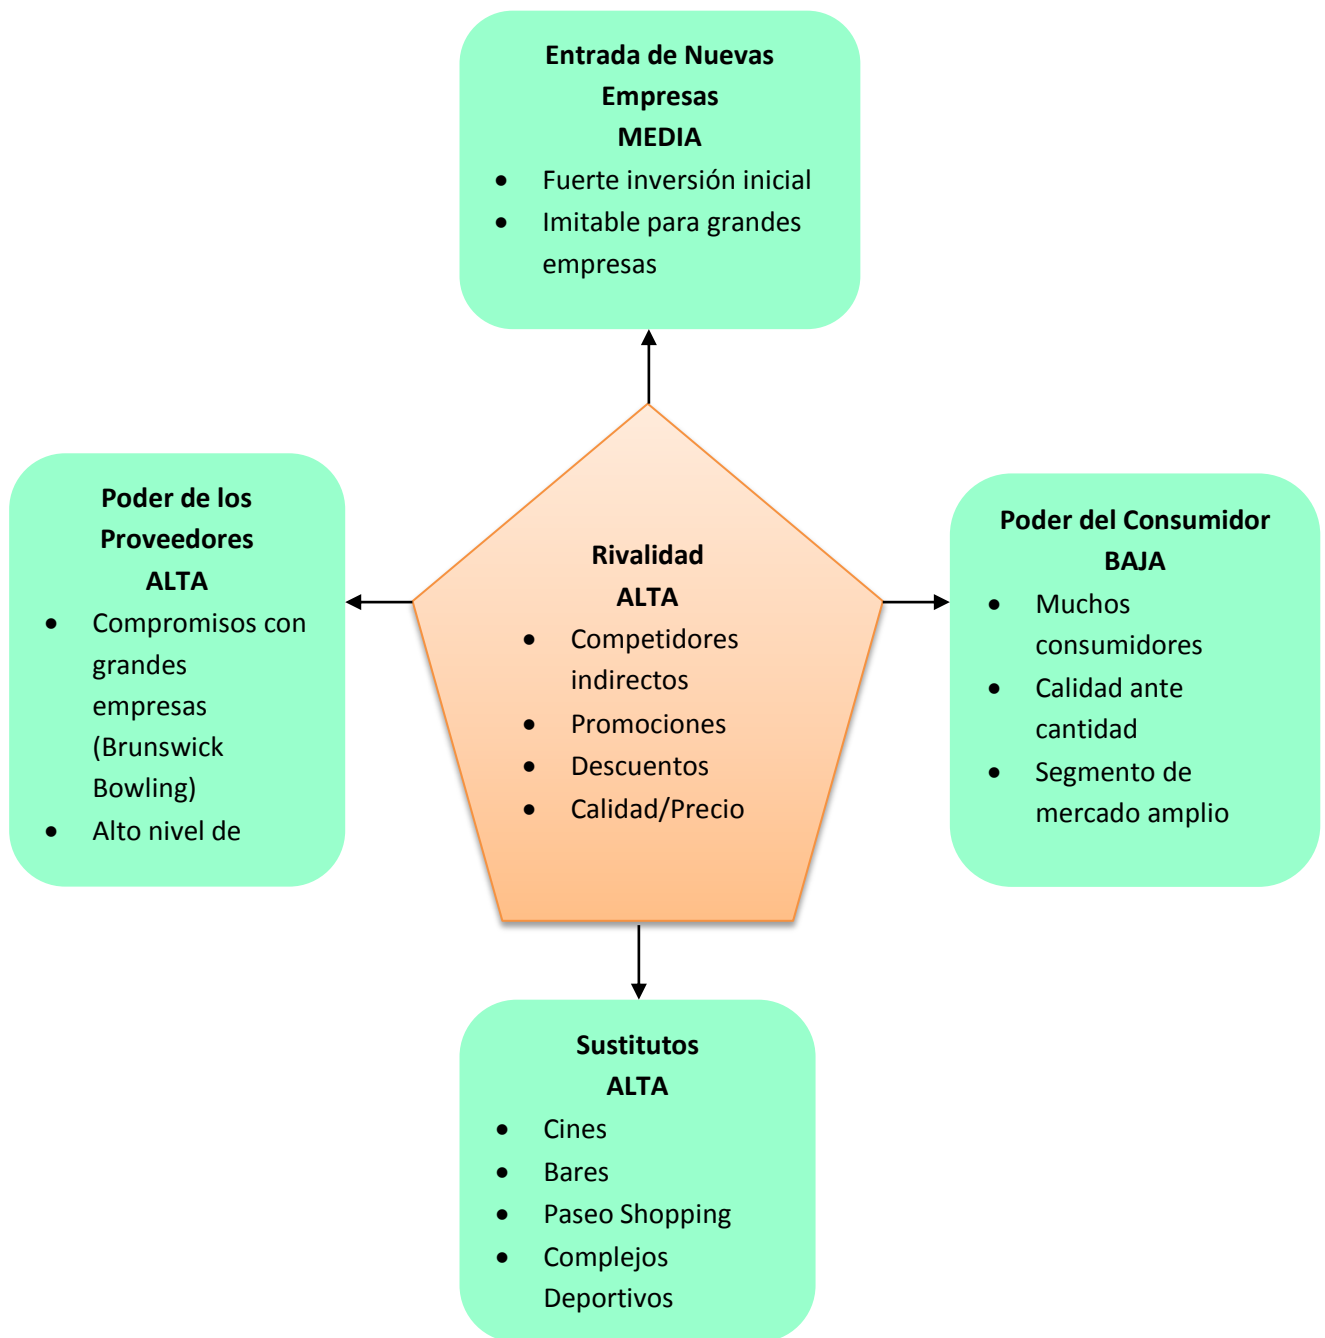 Entrada de Nuevas
Empresas
MEDIA
• Fuerte inversión inicial
• Imitable para grandes
empresas
Poder de los
Proveedores
ALTA
• Compromisos con
grandes
empresas
(Brunswick
Bowling)
• Alto nivel de
Rivalidad
ALTA
• Competidores
indirectos
• Promociones
• Descuentos
• Calidad/Precio
Poder del Consumidor
BAJA
• Muchos
consumidores
• Calidad ante
cantidad
• Segmento de
mercado amplio
Sustitutos
ALTA
• Cines
• Bares
• Paseo Shopping
• Complejos
Deportivos